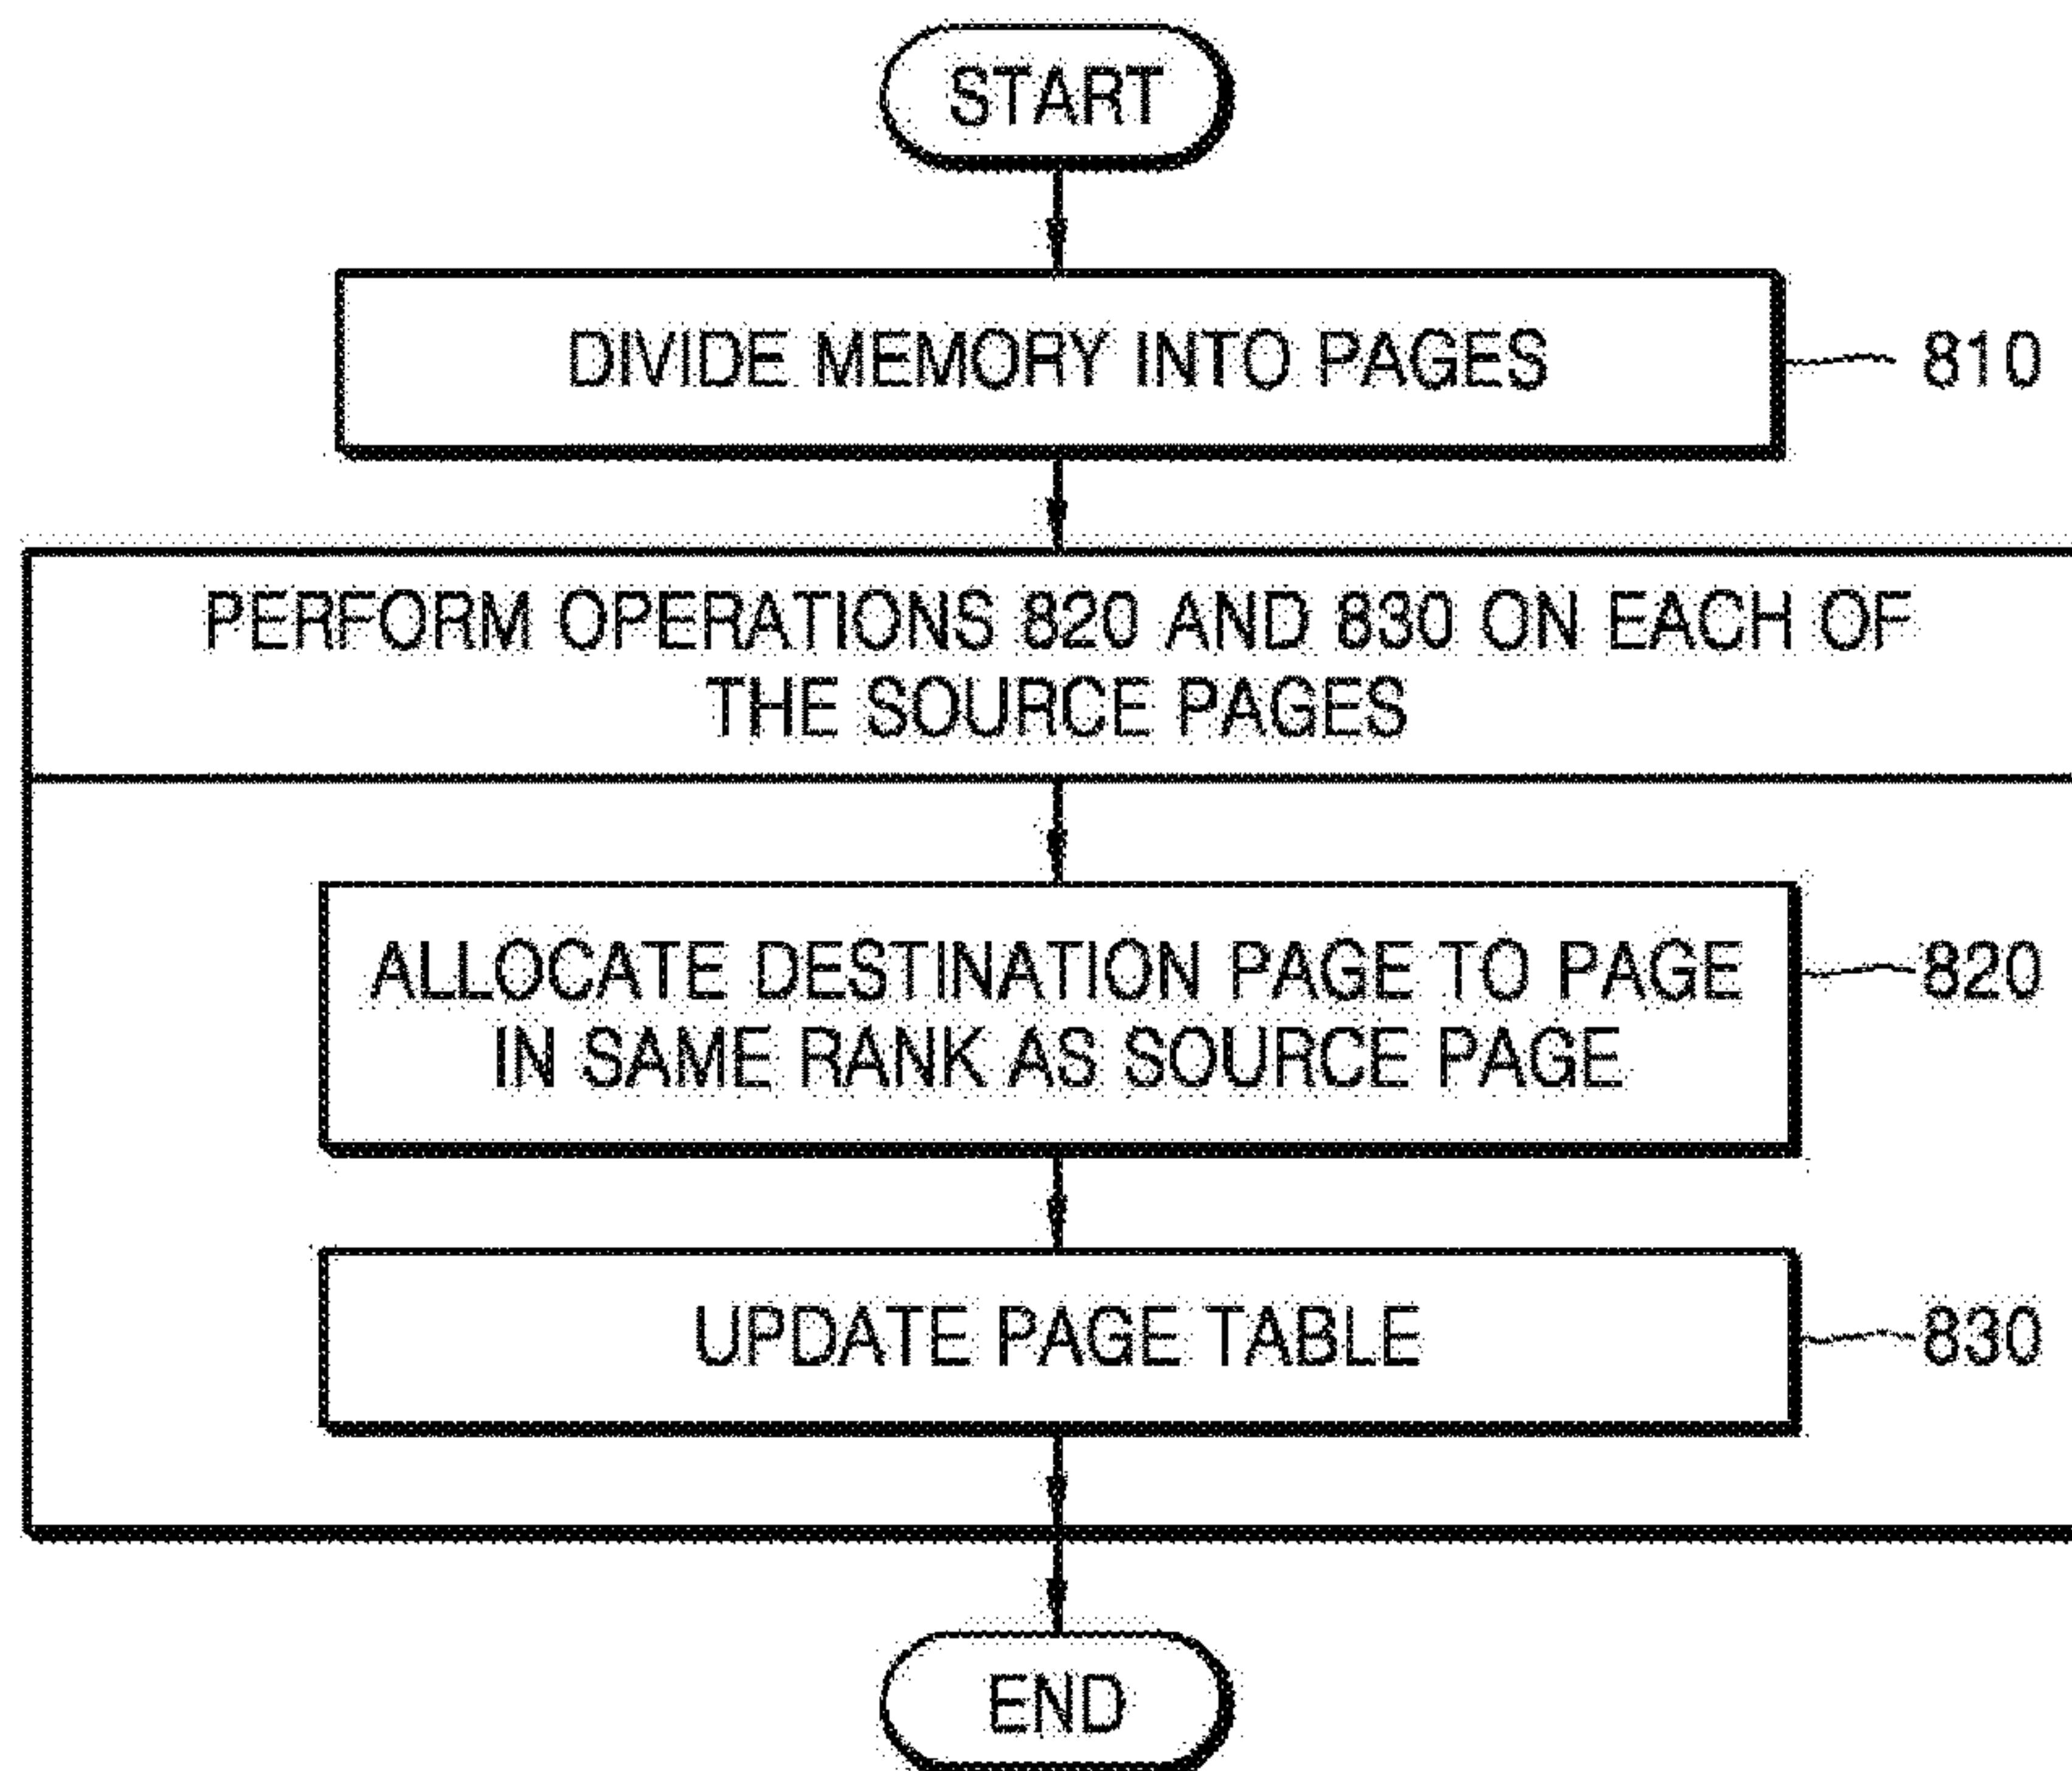 START
DIVIDE MEMORY INTO PAGES
810
PERFORM OPERATIONS 820 AND 830 ON EACH OF
THE SOURCE PAGES
ALLOCATE DESTINATION PAGE TO PAGE
IN SAME RANK AS SOURCE PAGE
820
UPDATE PAGE TABLE
830
END